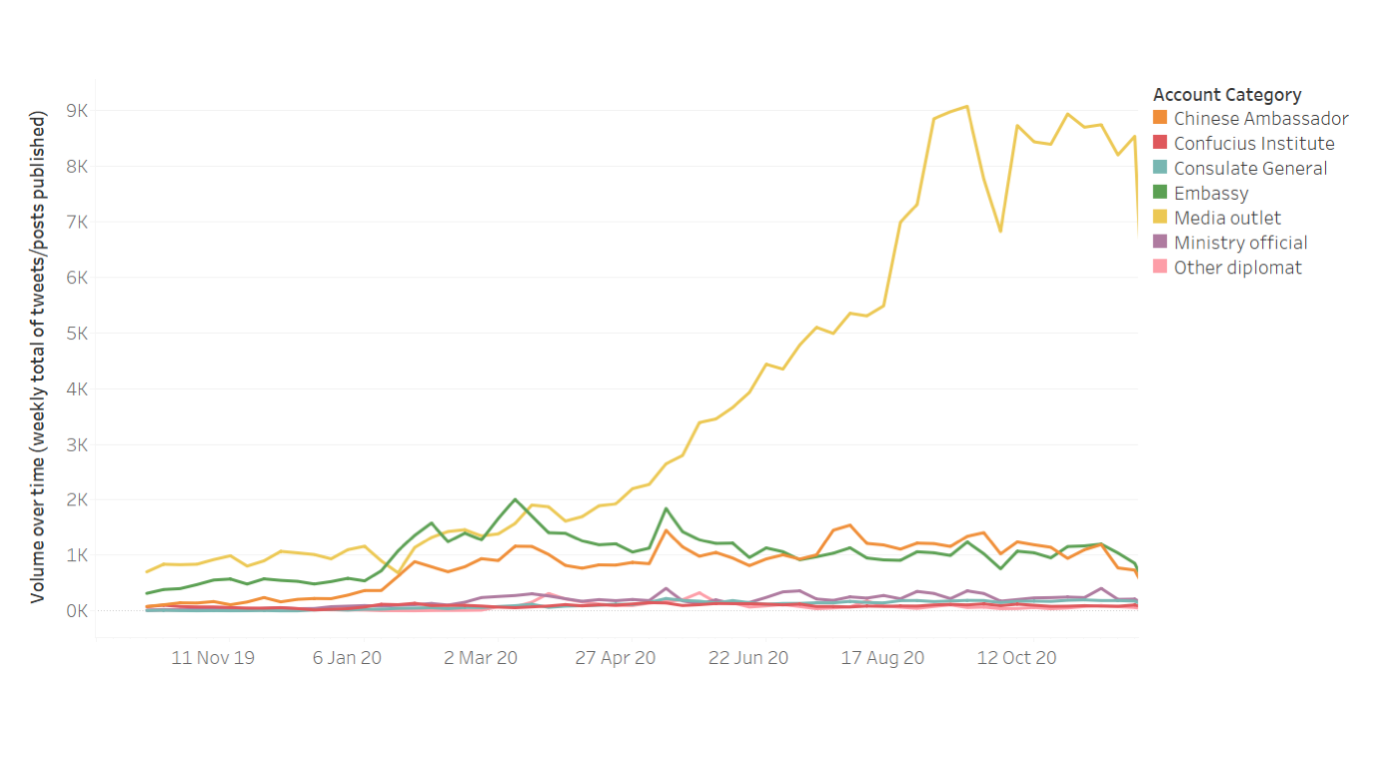 Volume over time (weekly total of tweets/posts published)
9K
8K
7K
6K
5K
4K
3K
2K
1K
0K
11 Nov 19
6 Jan 20
2 Mar 20
27 Apr 20
22 Jun 20
17 Aug 20
12 Oct 20
Account Category
Chinese Ambassador
Confucius Institute
Consulate General
Embassy
Media outlet
Ministry official
Other diplomat